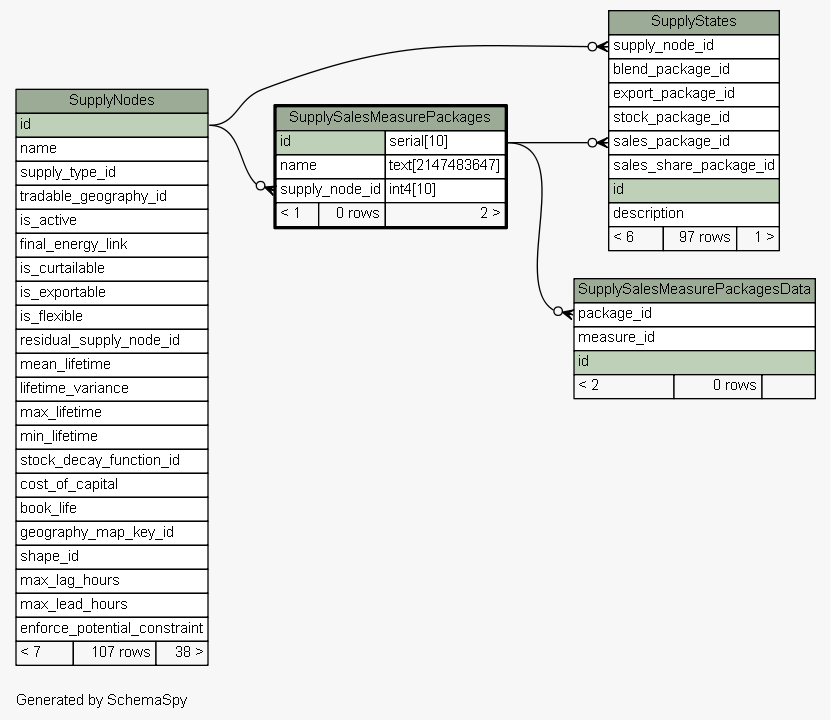 SupplyNodes
id
name
supply_type_id
tradable_geography_id
is_active
final_energy_link
is_curtailable
is_exportable
is_flexible
residual_supply_node_id
mean_lifetime
lifetime_variance
max_lifetime
min_lifetime
stock_decay_function_id
cost_of_capital
book_life
geography_map_key_id
shape_id
max_lag_hours
max_lead_hours
enforce_potential_constraint
< 7 107 rows 38 >
SupplySalesMeasurePackages
id serial[10]
name text[2147483647]
supply_node_id int4[10]
< 1 0 rows 2 >
SupplyStates
supply_node_id
blend_package_id
export_package_id
stock_package_id
sales_package_id
sales_share_package_id
id
description
< 6 97 rows 1 >
SupplySalesMeasurePackagesData
package_id
measure_id
id
< 2 0 rows
Generated by SchemaSpy